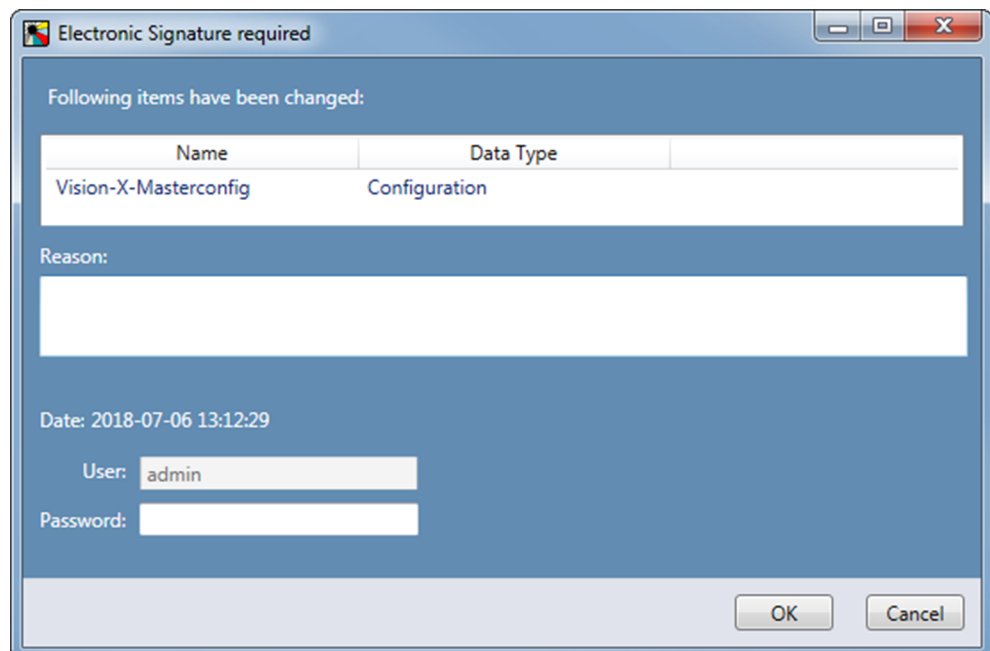 Electronic Signature required
Following items have been changed:
Name Data Type
Vision-X-Masterconfig Configuration
Reason:
Date: 2018-07-06 13:12:29
User: admin
Password:
OK Cancel